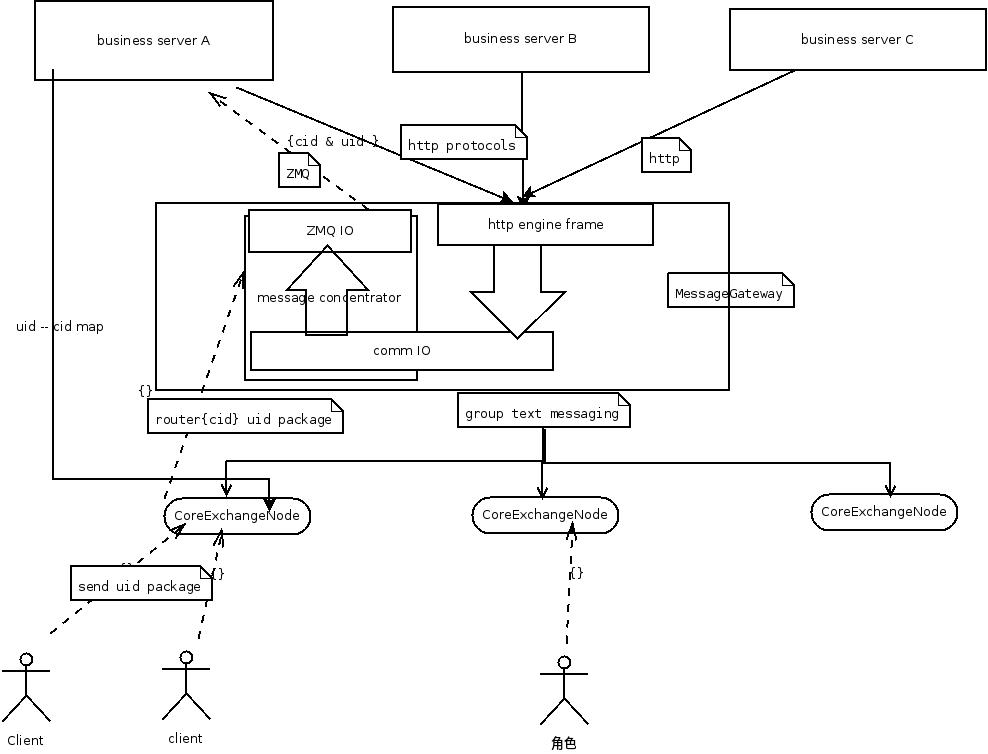 business server A
business server B
business server C
{cid & uid }
http protocols
http
ZMQ
ZMQ IO
http engine frame
message concentrator
MessageGateway
uid -- cid map
comm IO
{}
router{cid} uid package
group text messaging
CoreExchangeNode
CoreExchangeNode
CoreExchangeNode
{}
{}
{}
send uid package
Client
client
角色